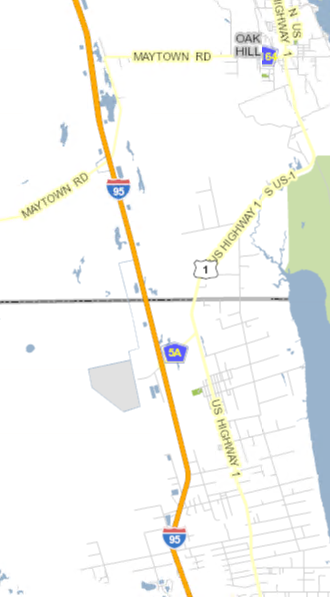 N US
HIGHWAY 1
OAK
HILL
64
MAYTOWN RD
MAYTOWN RD
95
S US-1
US HIGHWAY 1
1
5A
US HIGHWAY 1
95